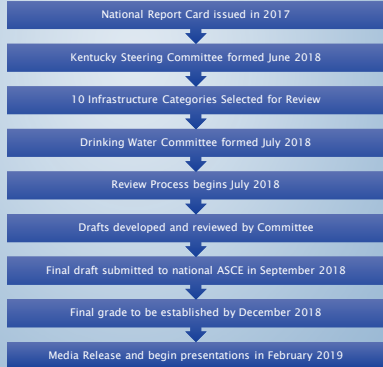 National Report Card issued in 2017
Kentucky Steering Committee formed June 2018
10 Infrastructure Categories Selected for Review
Drinking Water Committee formed July 2018
Review Process begins July 2018
Drafts developed and reviewed by Committee
Final draft submitted to national ASCE in September 2018
Final grade to be established by December 2018
Media Release and begin presentations in February 2019